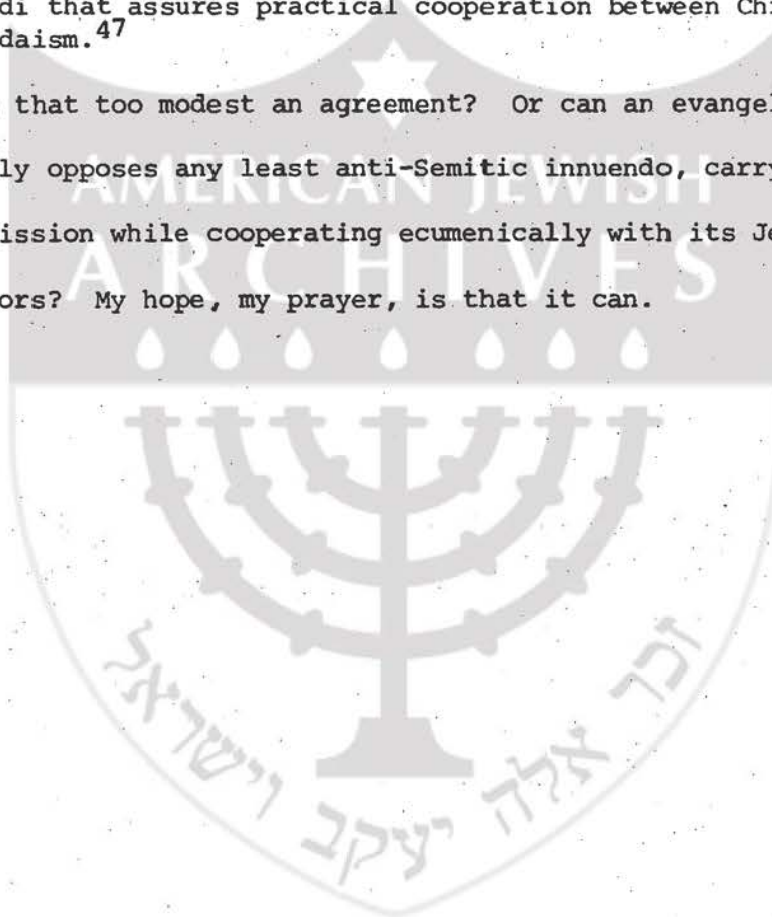 di that assures practical cooperation between Chi
daism.47
that too modest an agreement? Or can an evangel
ly opposes any least anti-Semitic innuendo, carry
ission while cooperating ecumenically with its Je
ors? My hope, my prayer, is that it can.
AMERICAN JEWISH
ARCHIVES
זכר אלה יעקב וישראל